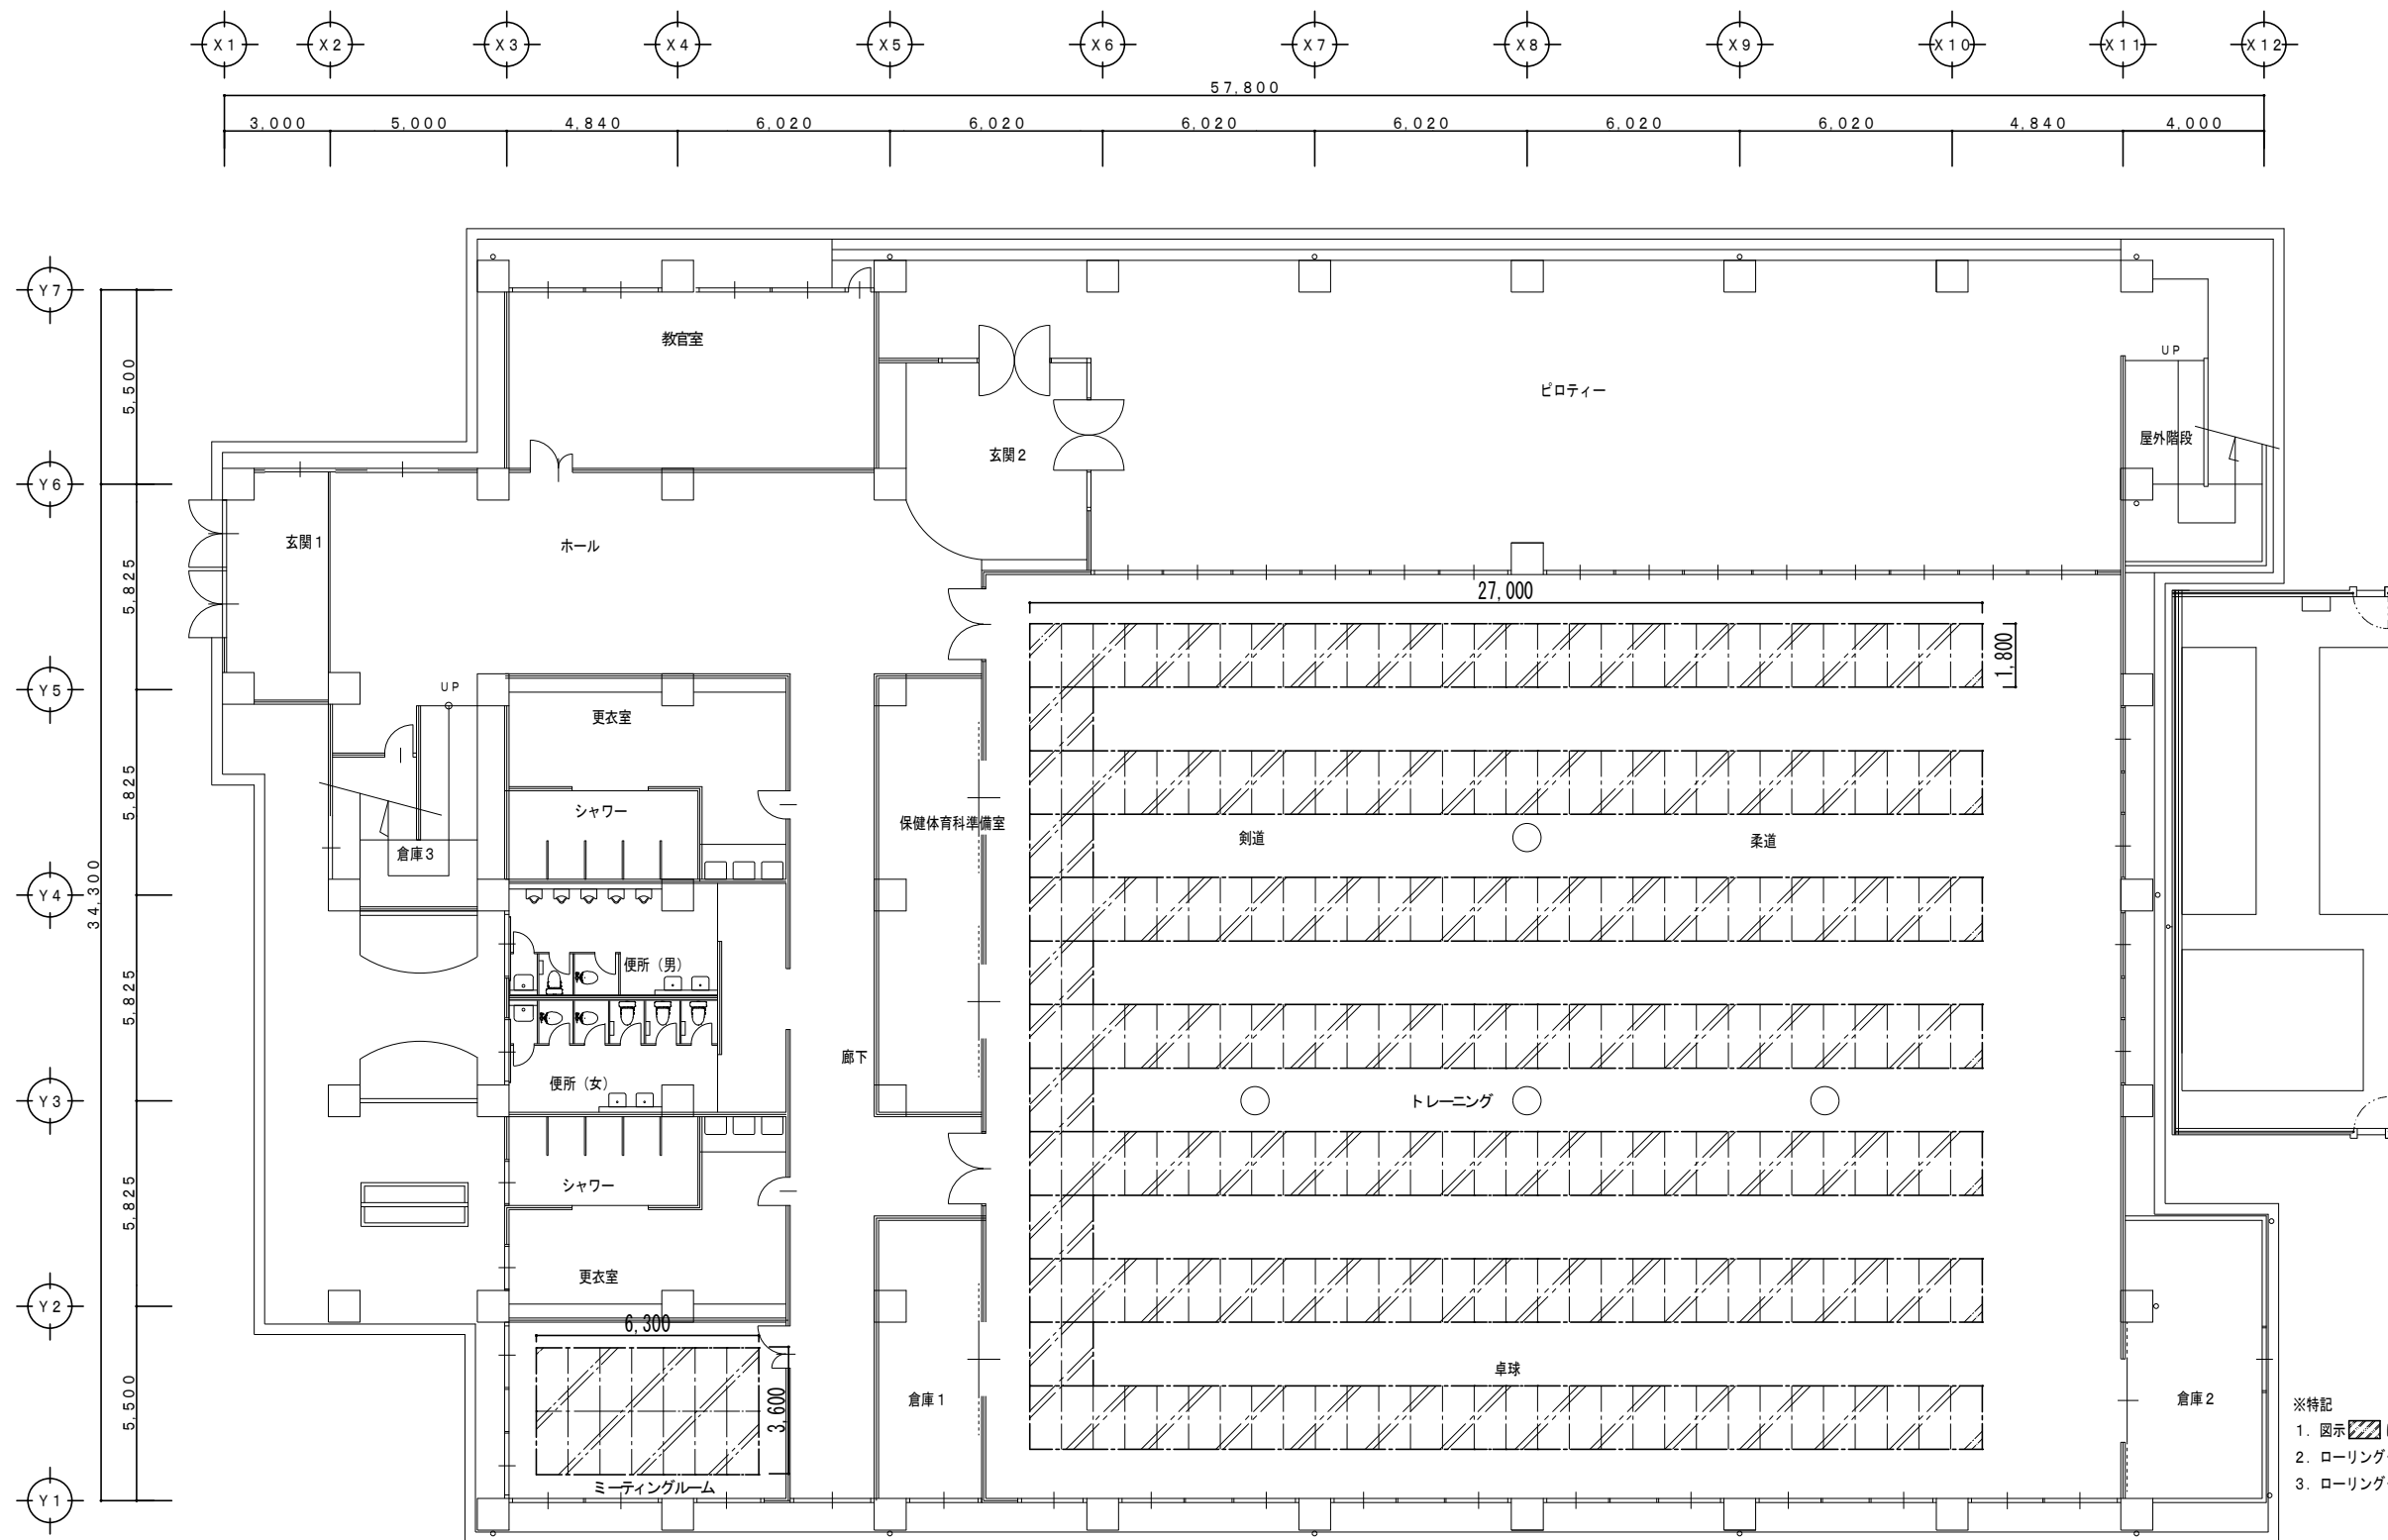 X1 X2 X3 X4 X5 X6 X7 X8 X9 X10 X11 X12
57,800
3,000 5,000 4,840 6,020 6,020 6,020 6,020 6,020 6,020 4,840 4,000
Y7
5,500
教官室
UP
ピロティー
屋外階段
玄関2
Y6
玄関1
ホール
5,825
27,000
1,800
Y5
UP
更衣室
5,825
シャワー
保健体育科準備室
剣道
柔道
倉庫3
34,300
Y4
便所（男）
5,825
廊下
便所（女）
Y3
トレーニング
シャワー
5,825
更衣室
Y2
6,300
卓球
3,600
倉庫1
倉庫2
5,500
※特記
1. 図示
2. ローリング
3. ローリング
ミーティングルーム
Y1